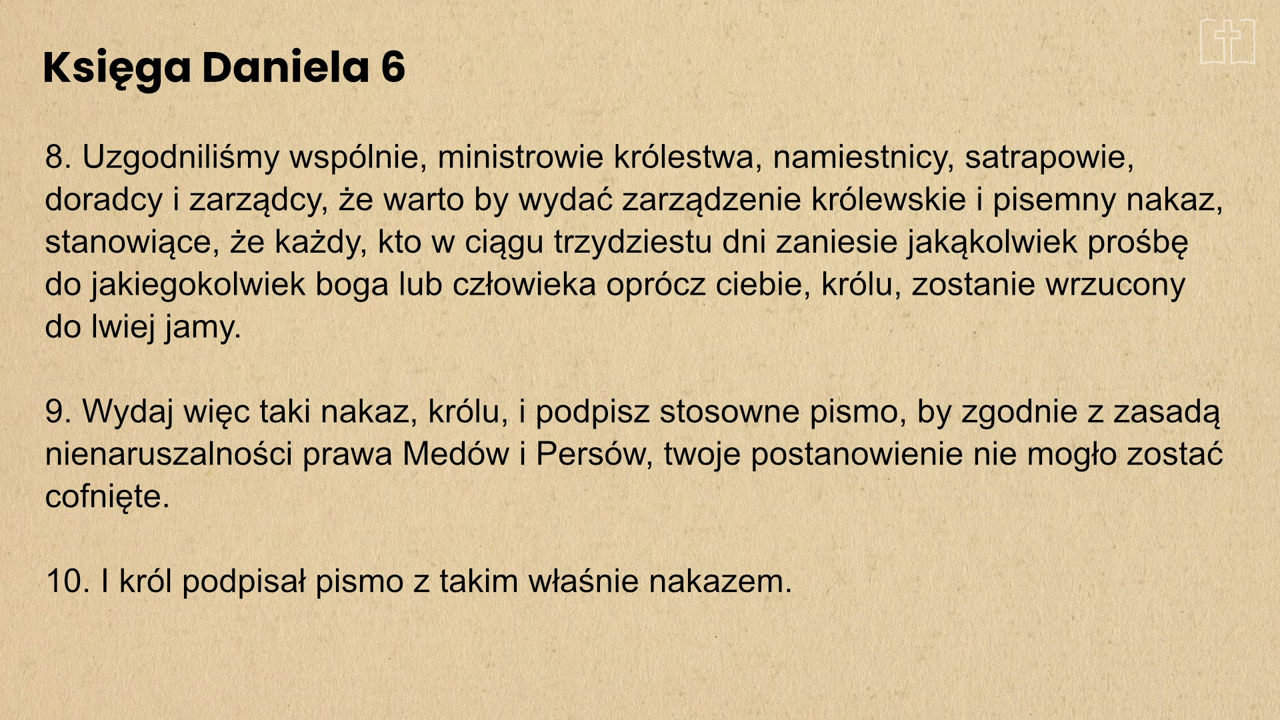 Księga Daniela 6
8. Uzgodniliśmy wspólnie, ministrowie królestwa, namiestnicy, satrapowie,
doradcy i zarządcy, że warto by wydać zarządzenie królewskie i pisemny nakaz,
stanowiące, że każdy, kto w ciągu trzydziestu dni zaniesie jakąkolwiek prośbę
do jakiegokolwiek boga lub człowieka oprócz ciebie, królu, zostanie wrzucony
do lwiej jamy.
9. Wydaj więc taki nakaz, królu, i podpisz stosowne pismo, by zgodnie z zasadą
nienaruszalności prawa Medów i Persów, twoje postanowienie nie mogło zostać
cofnięte.
10. I król podpisał pismo z takim właśnie nakazem.